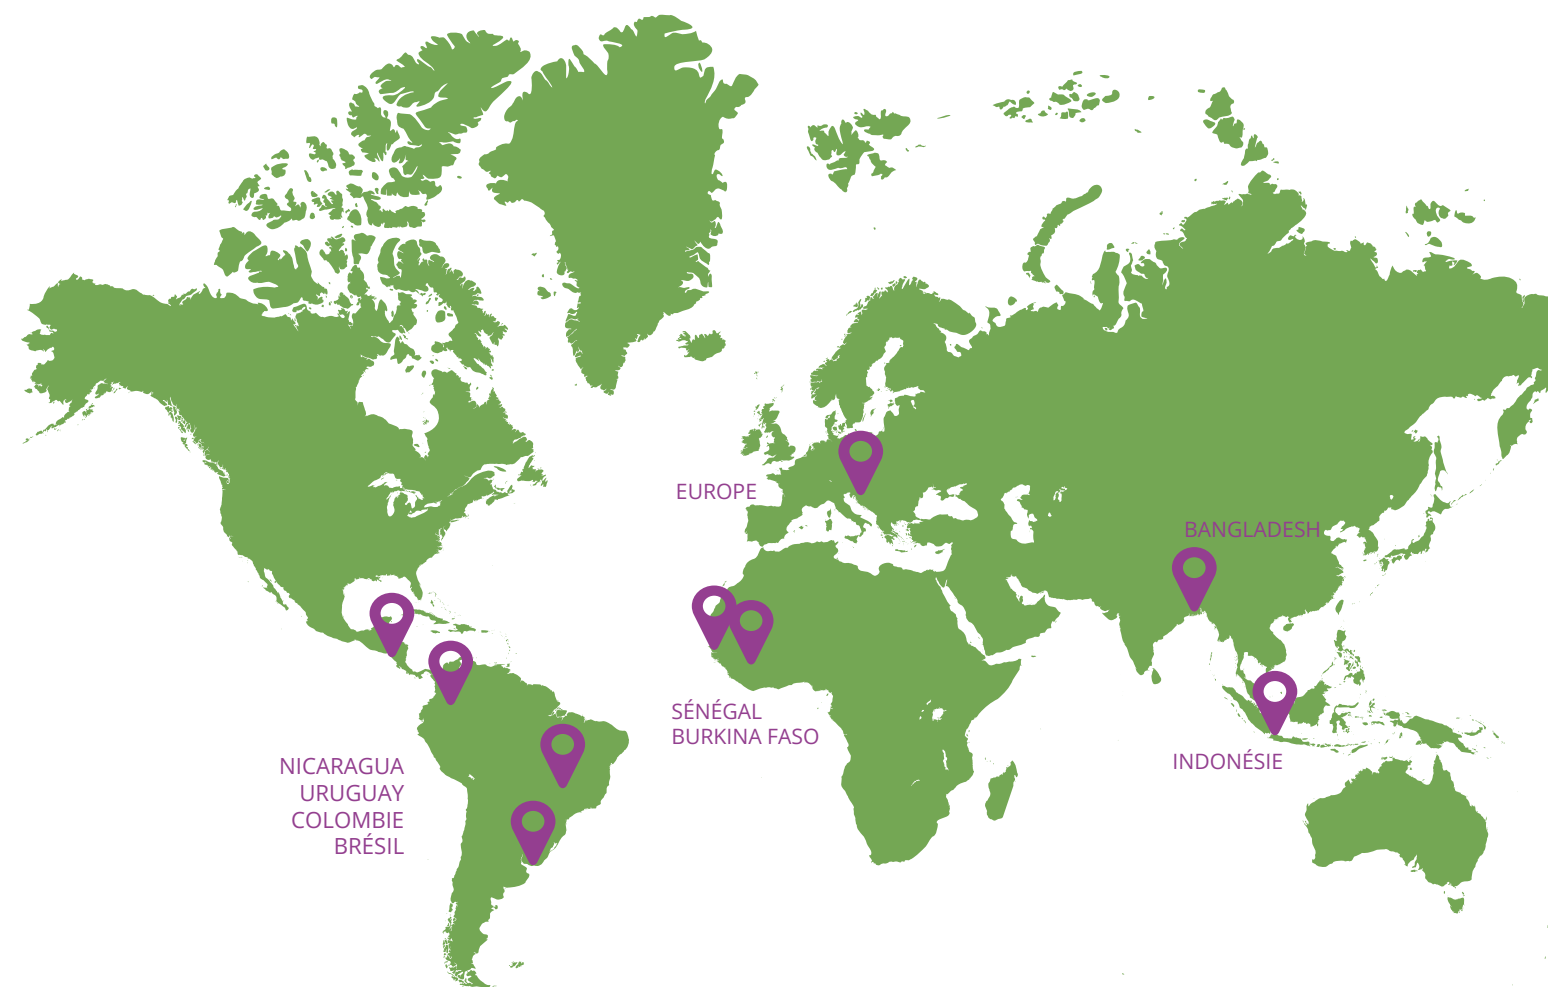 EUROPE
BANGLADESH
SÉNÉGAL
BURKINA FASO
INDONÉSIE
NICARAGUA
URUGUAY
COLOMBIE
BRÉSIL